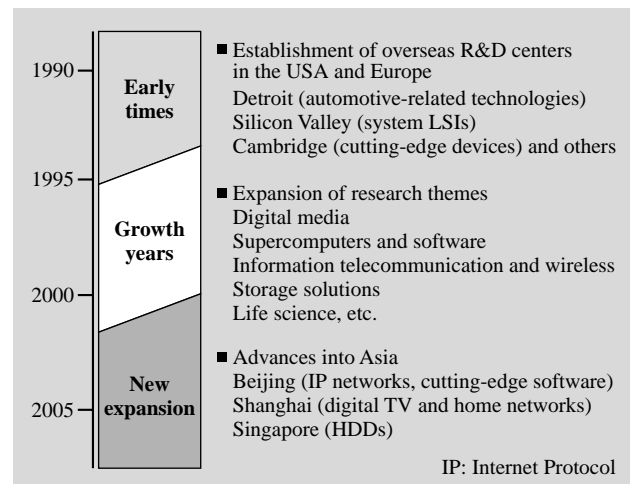 1990
1995
2000
2005
Early
times
Growth
years
New
expansion
■ Establishment of overseas R&D centers
in the USA and Europe
Detroit (automotive-related technologies)
Silicon Valley (system LSIs)
Cambridge (cutting-edge devices) and others
■ Expansion of research themes
Digital media
Supercomputers and software
Information telecommunication and wireless
Storage solutions
Life science, etc.
■ Advances into Asia
Beijing (IP networks, cutting-edge software)
Shanghai (digital TV and home networks)
Singapore (HDDs)
IP: Internet Protocol